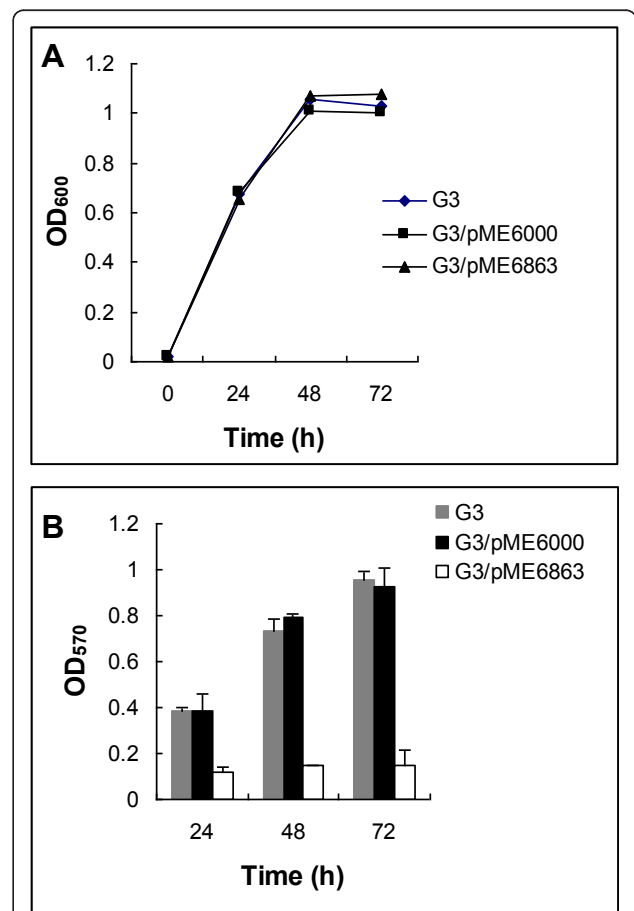 A
1.2
1
0.8
0.6
0.4
0.2
0
OD600
0 24 48 72
Time (h)
G3
G3/pME6000
G3/pME6863
B
1.2
1
0.8
0.6
0.4
0.2
0
OD570
24 48 72
Time (h)
G3
G3/pME6000
G3/pME6863